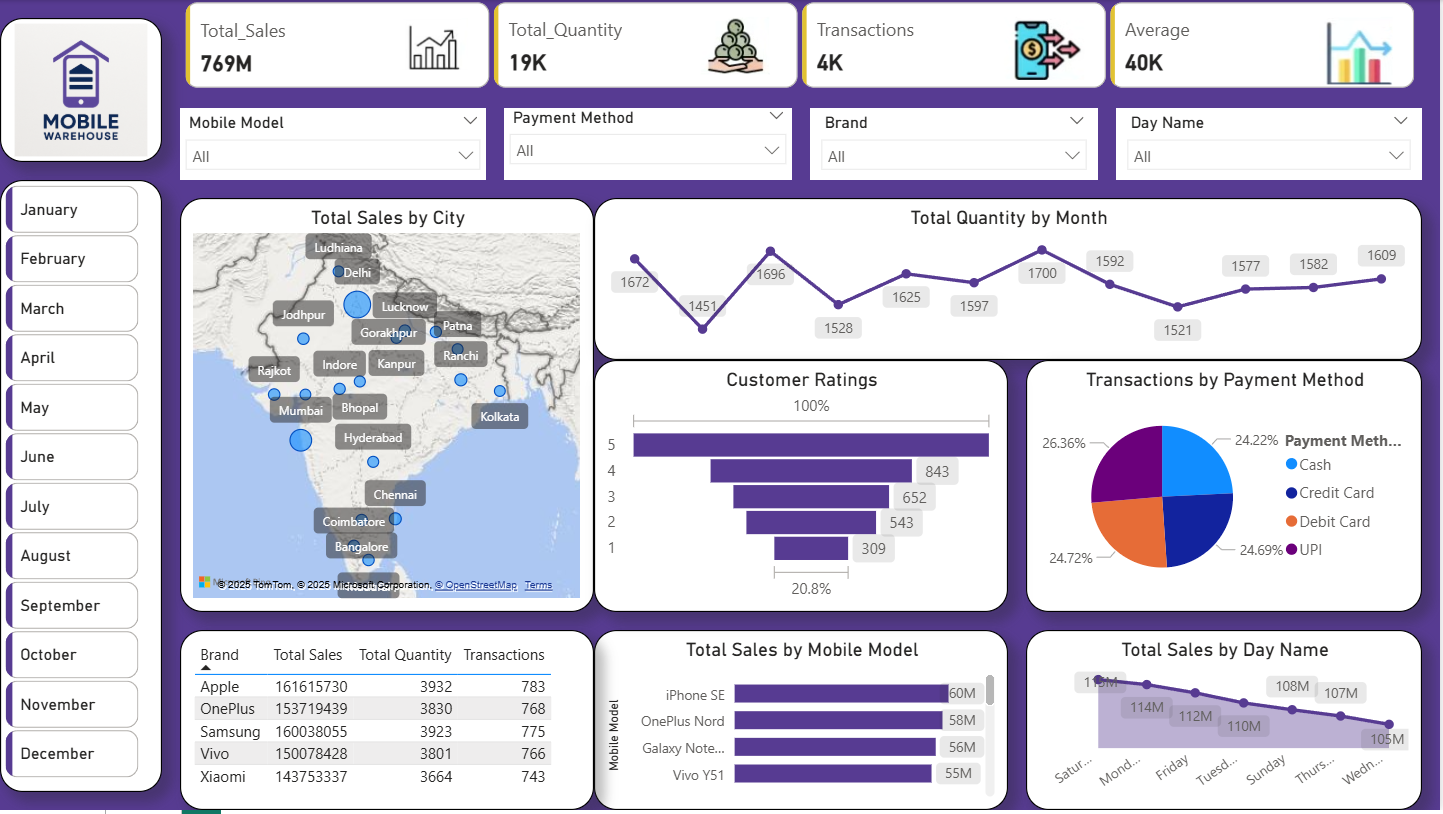 MOBILE
WAREHOUSE
Total_Sales
769M
Total_Quantity
19K
Transactions
4K
Average
40K
Mobile Model
All
Payment Method
All
Brand
All
Day Name
All
January
February
March
April
May
June
July
August
September
October
November
December
Total Sales by City
Ludhiana
Delhi
Lucknow
Jodhpur
Gorakhpur
Patna
Ranchi
Indore
Kanpur
Rajkot
Mumbai
Bhopal
Kolkata
Hyderabad
Chennai
Coimbatore
Bangalore
© 2025 TomTom, © 2025 Microsoft Corporation, © OpenStreetMap Terms
Total Quantity by Month
1672
1451
1696
1528
1625
1597
1700
1592
1521
1577
1582
1609
Customer Ratings
100%
5
4
843
3
652
2
543
1
309
20.8%
Transactions by Payment Method
26.36%
24.22%
24.72%
24.69%
Payment Meth...
Cash
Credit Card
Debit Card
UPI
Brand Total Sales Total Quantity Transactions
Apple 161615730 3932 783
OnePlus 153719439 3830 768
Samsung 160038055 3923 775
Vivo 150078428 3801 766
Xiaomi 143753337 3664 743
Total Sales by Mobile Model
Mobile Model
iPhone SE 60M
OnePlus Nord 58M
Galaxy Note... 56M
Vivo Y51 55M
Total Sales by Day Name
114M
112M
110M
108M
107M
105M
Satur...
Mond...
Friday
Tuesd...
Sunday
Thurs...
Wedn...